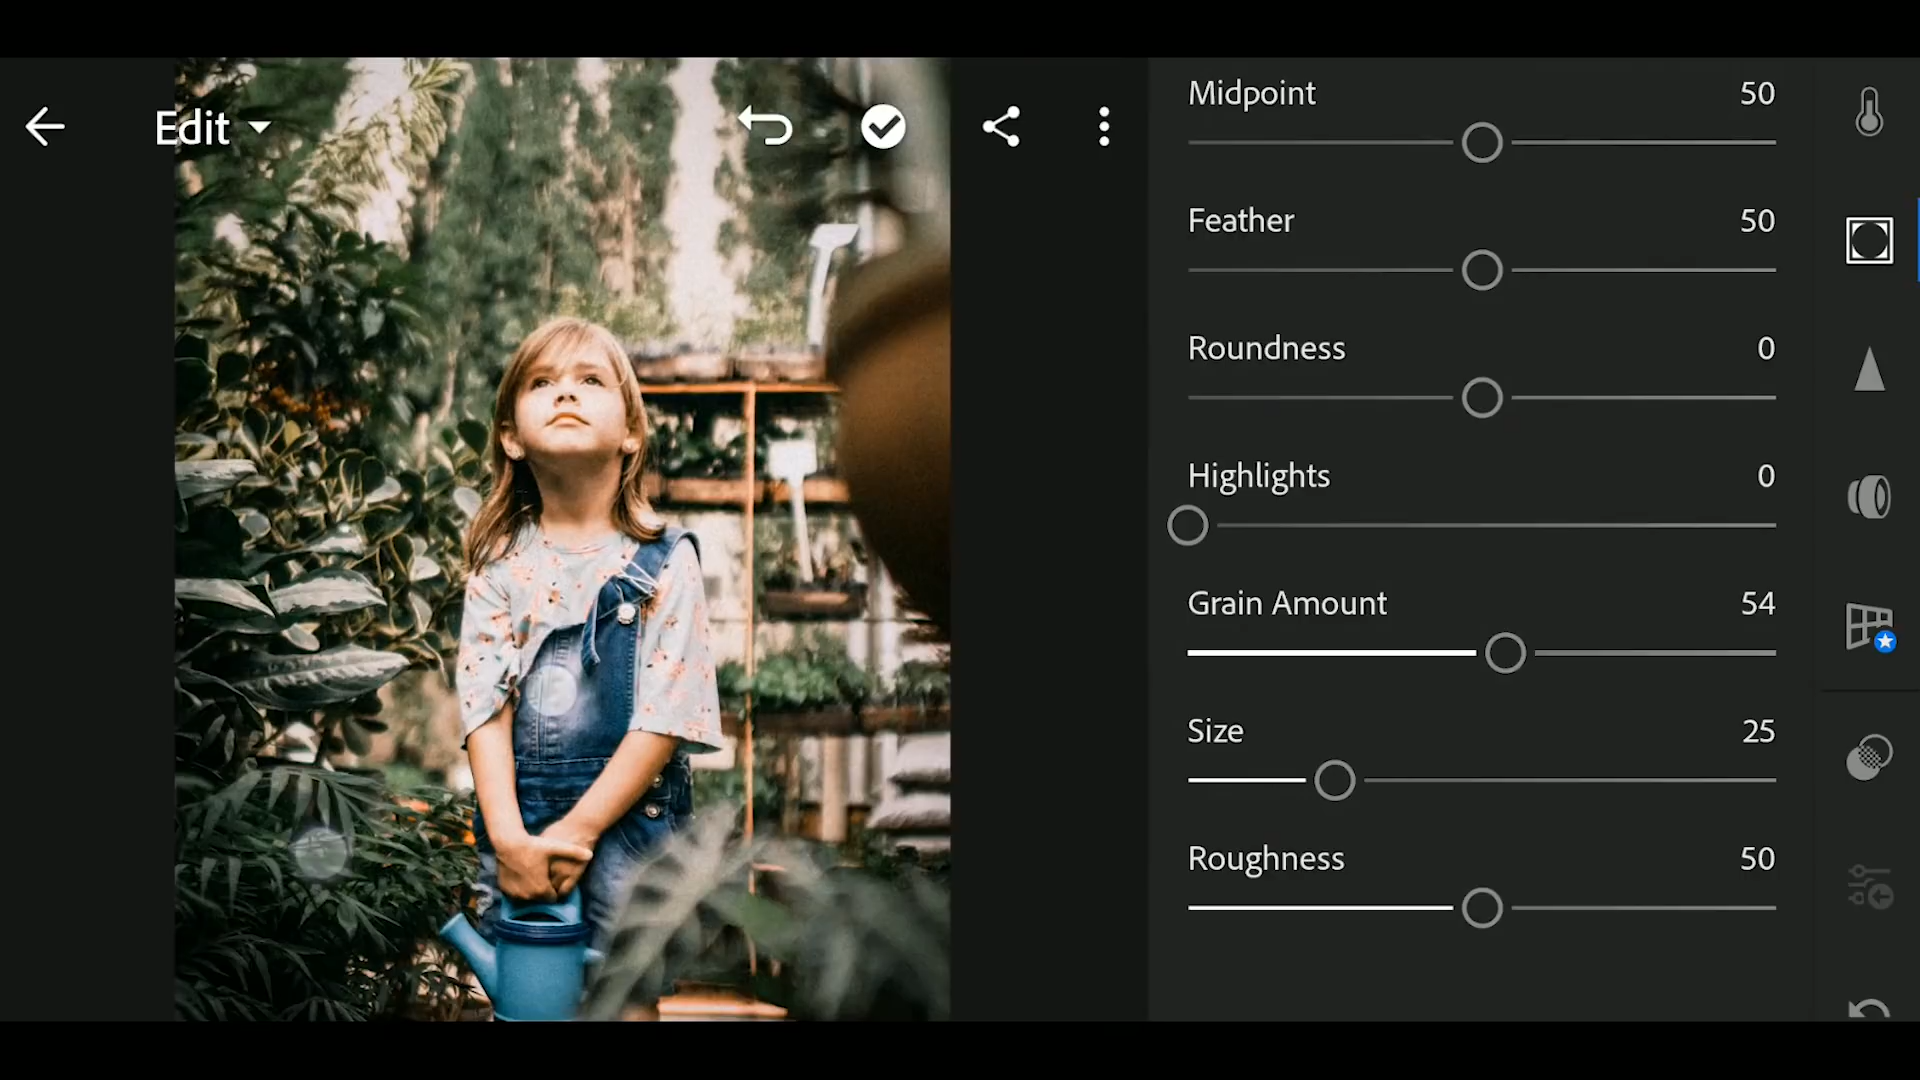 Edit
Midpoint 50
Feather 50
Roundness 0
Highlights 0
Grain Amount 54
Size 25
Roughness 50